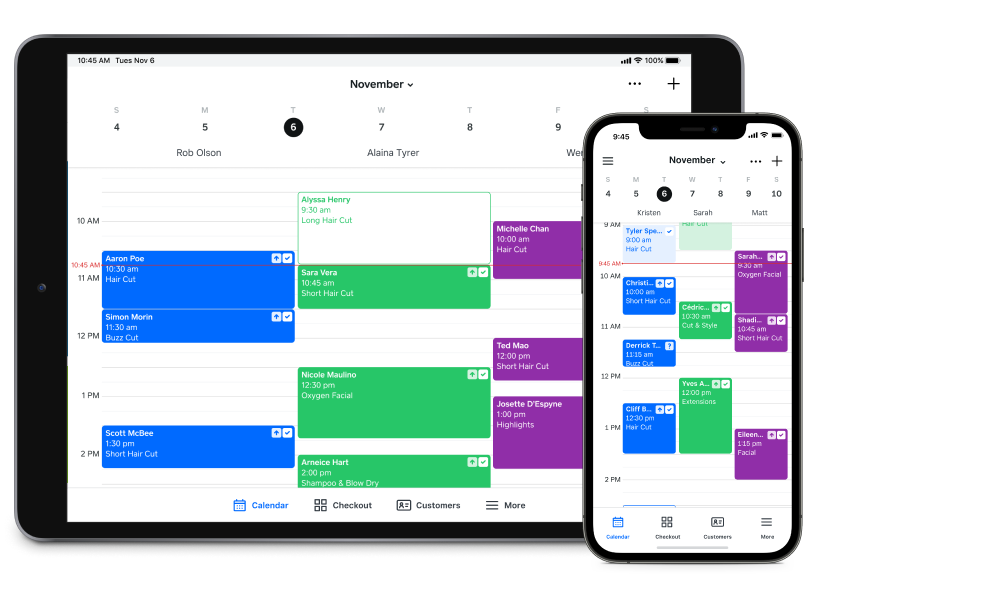 10:45 AM Tues Nov 6
100%
November
S M T W T F S
4 5 6 7 8 9
Rob Olson Alaina Tyrer
10 AM
10:45 AM
11 AM
12 PM
1 PM
2 PM
Aaron Poe
10:30 am
Hair Cut
Simon Morin
11:30 am
Buzz Cut
Scott McBee
1:30 pm
Short Hair Cut
Alyssa Henry
9:30 am
Long Hair Cut
Sara Vera
10:45 am
Short Hair Cut
Nicole Maulino
12:30 pm
Oxygen Facial
Arneice Hart
2:00 pm
Shampoo & Blow Dry
Michelle Chan
10:00 am
Hair Cut
Ted Mao
12:00 pm
Short Hair Cut
Josette D'Espyne
1:00 pm
Highlights
Calendar
Checkout
Customers
More
9:45
November
S M T W T F S
4 5 6 7 8 9 10
Kristen Sarah Matt
9 AM
9:45 AM
10 AM
11 AM
12 PM
1 PM
2 PM
Tyler Spe...
9:00 am
Hair Cut
Christi...
10:00 am
Short Hair Cut
Derrick T...
11:15 am
Buzz Cut
Cliff B...
12:30 pm
Hair Cut
Hair Cut
Cédric...
10:30 am
Cut & Style
Yves A...
12:00 pm
Extensions
Sarah...
9:30 am
Oxygen Facial
Shadi...
10:45 am
Short Hair Cut
Eileen...
1:15 pm
Facial
Calendar
Checkout
Customers
More